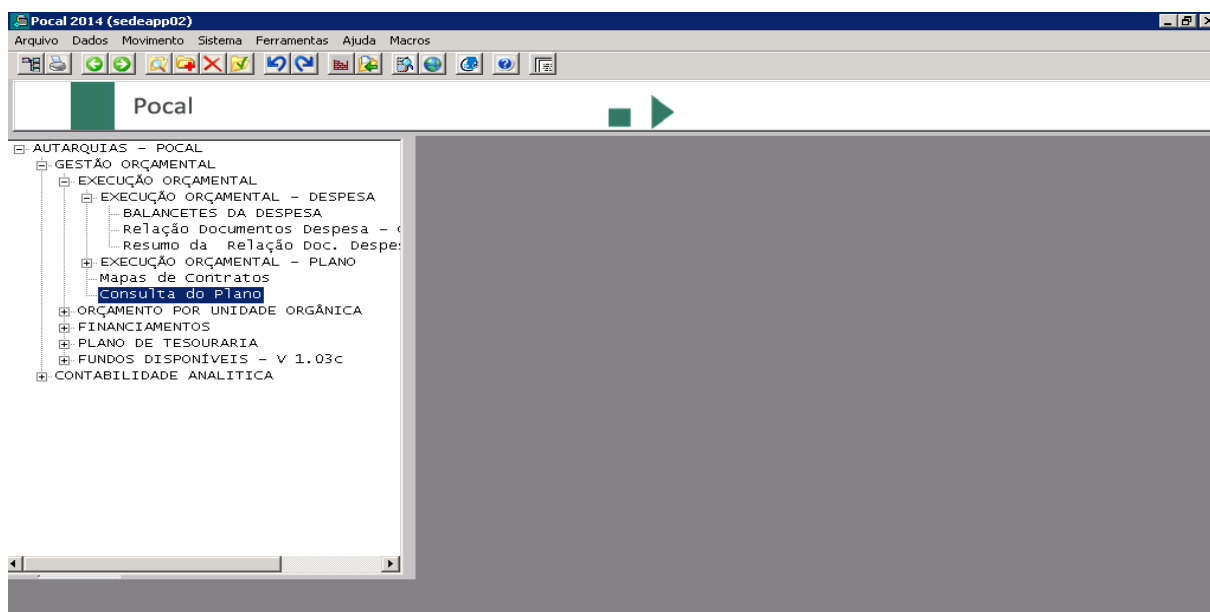 Pocal 2014 (sedeapp02)
Arquivo Dados Movimento Sistema Ferramentas Ajuda Macros
Pocal
AUTARQUIAS - POCAL
GESTÃO ORÇAMENTAL
EXECUÇÃO ORÇAMENTAL
EXECUÇÃO ORÇAMENTAL - DESPESA
BALANCETES DA DESPESA
Relação Documentos Despesa -
Resumo da Relação Doc. Despe
EXECUÇÃO ORÇAMENTAL - PLANO
Mapas de Contratos
Consulta do Plano
ORÇAMENTO POR UNIDADE ORGÂNICA
FINANCIAMENTOS
PLANO DE TESOURARIA
FUNDOS DISPONÍVEIS - V 1.03c
CONTABILIDADE ANALITICA